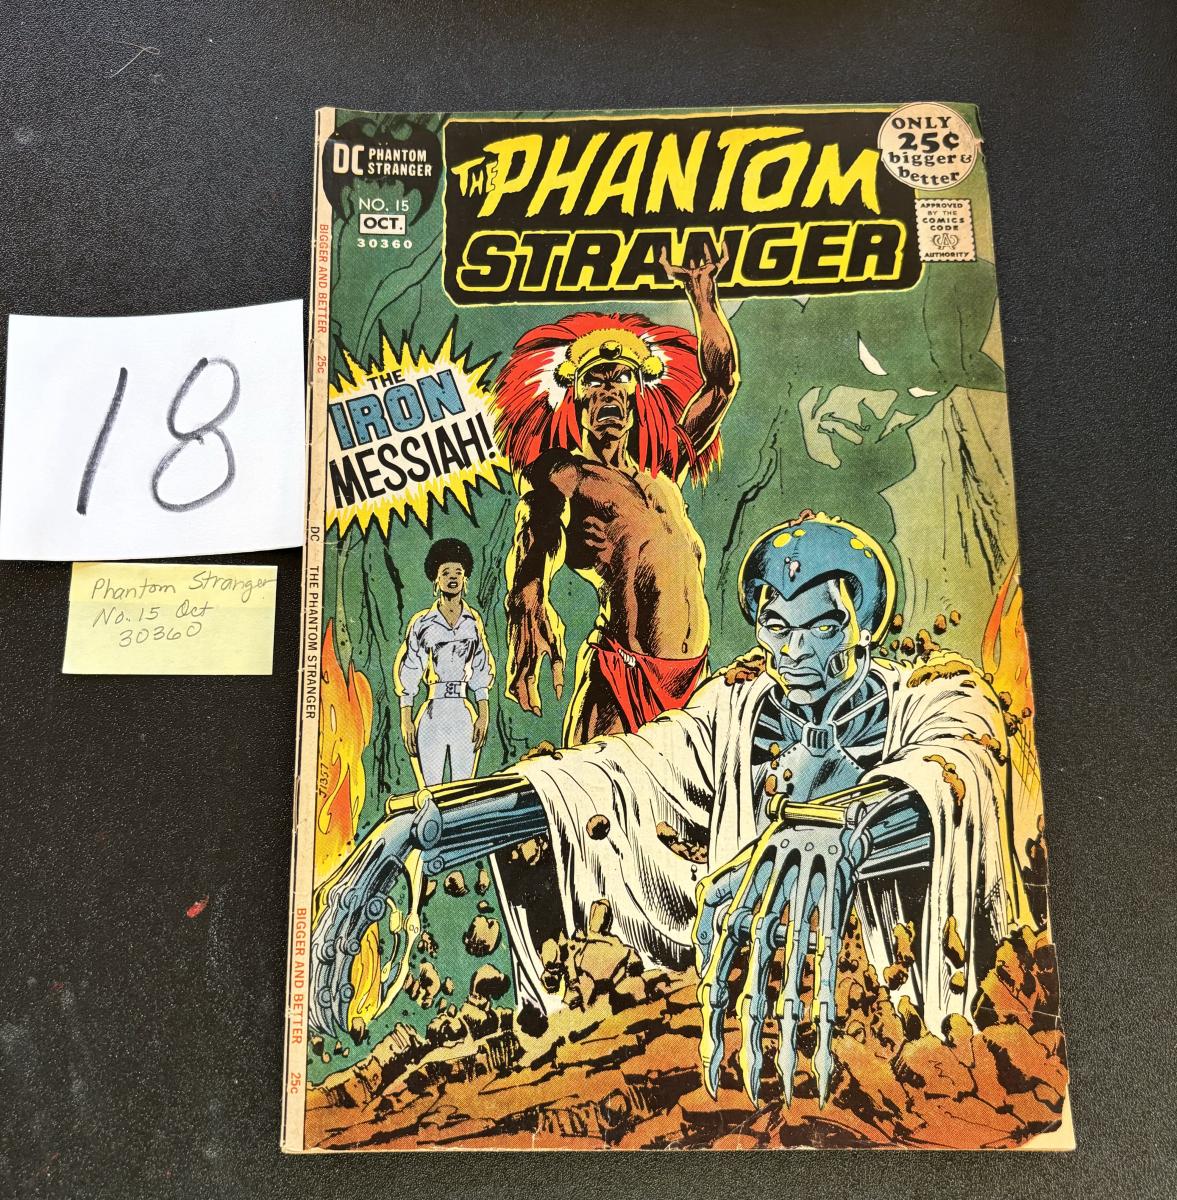 DC PHANTOM
STRANGER
NO. 15
OCT.
30360
THE PHANTOM
STRANGER
ONLY
25¢
bigger &
better
APPROVED
BY THE
COMICS
CODE
CA
AUTHORITY
THE
IRON
MESSIAH!
BIGGER AND BETTER 25¢
DC THE PHANTOM STRANGER
BIGGER AND BETTER 25¢
18
Phantom Stranger
No. 15 Oct
30360